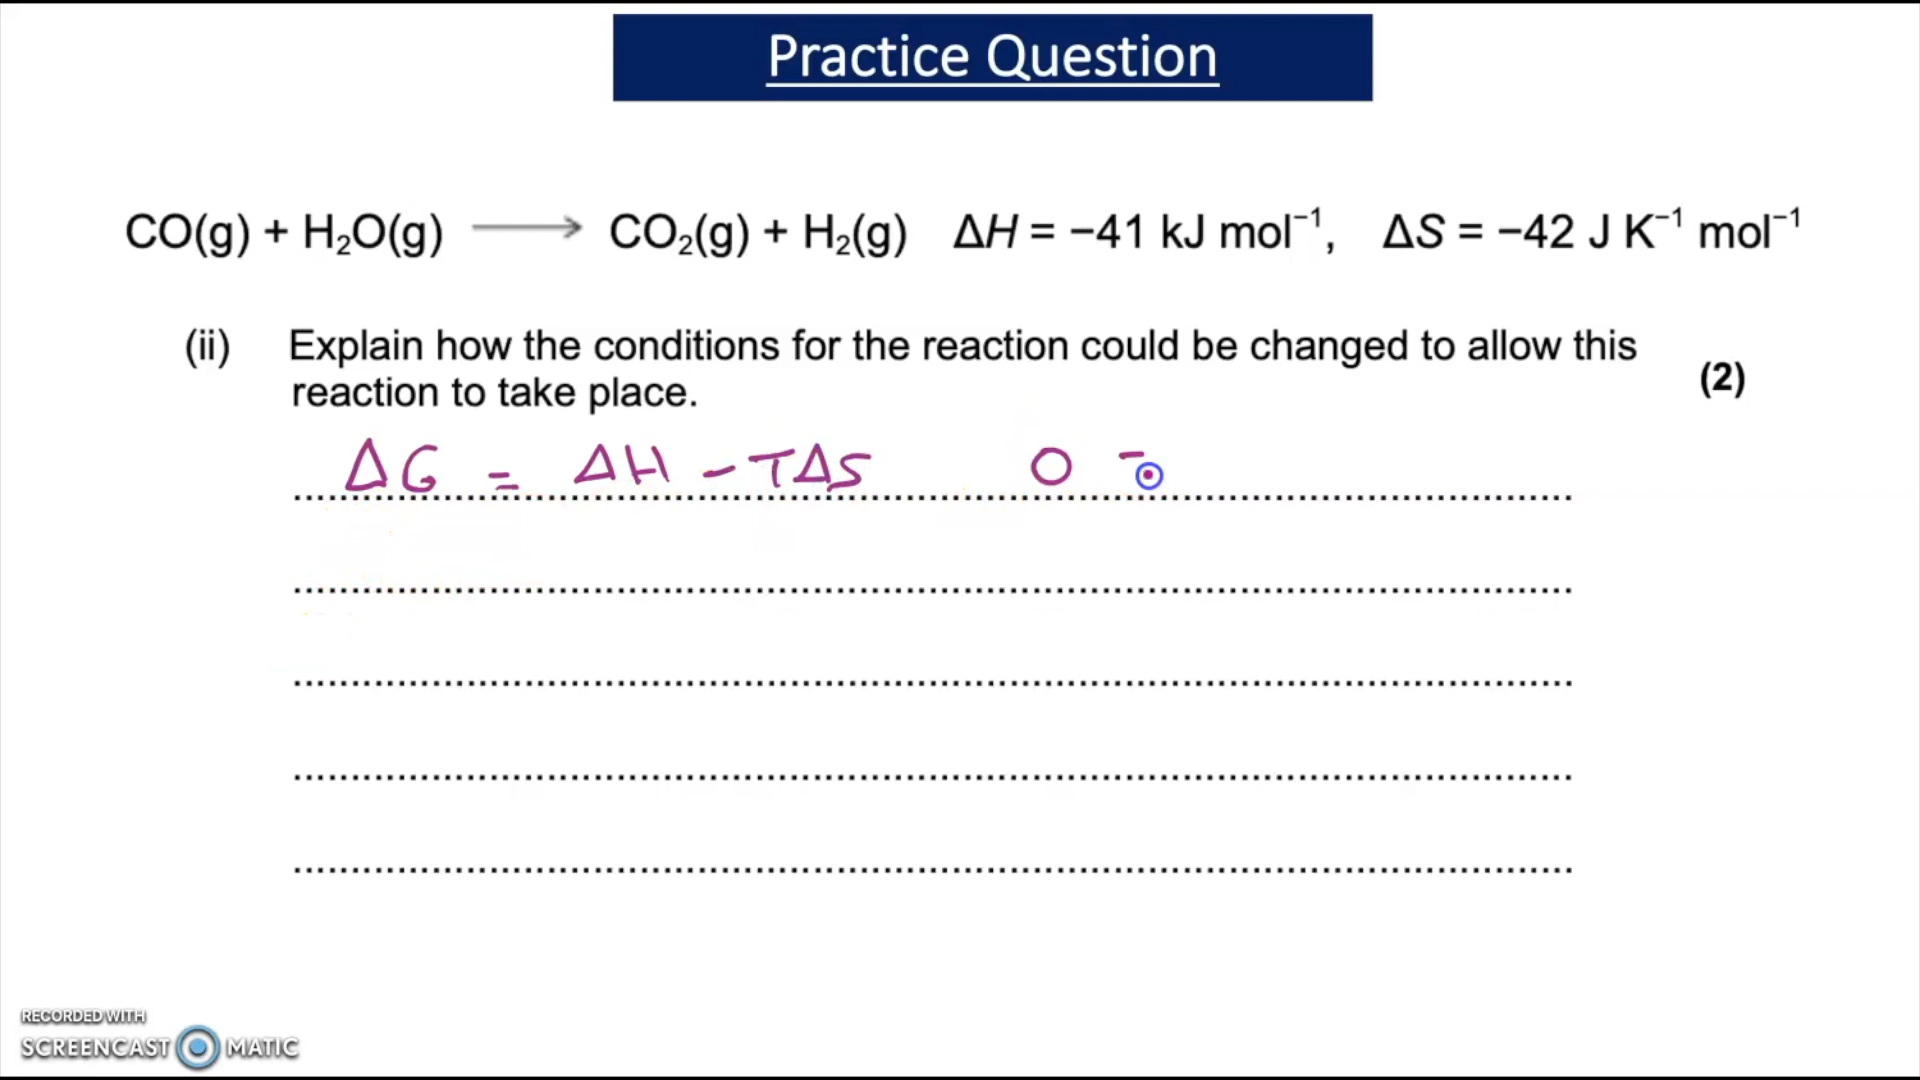 Practice Question
CO(g) + H₂O(g) ⟶ CO₂(g) + H₂(g) ΔH = −41 kJ mol⁻¹, ΔS = −42 J K⁻¹ mol⁻¹
(ii) Explain how the conditions for the reaction could be changed to allow this
reaction to take place.
(2)
ΔG = ΔH - TΔS 0 =
RECORDED WITH
SCREENCAST MATIC